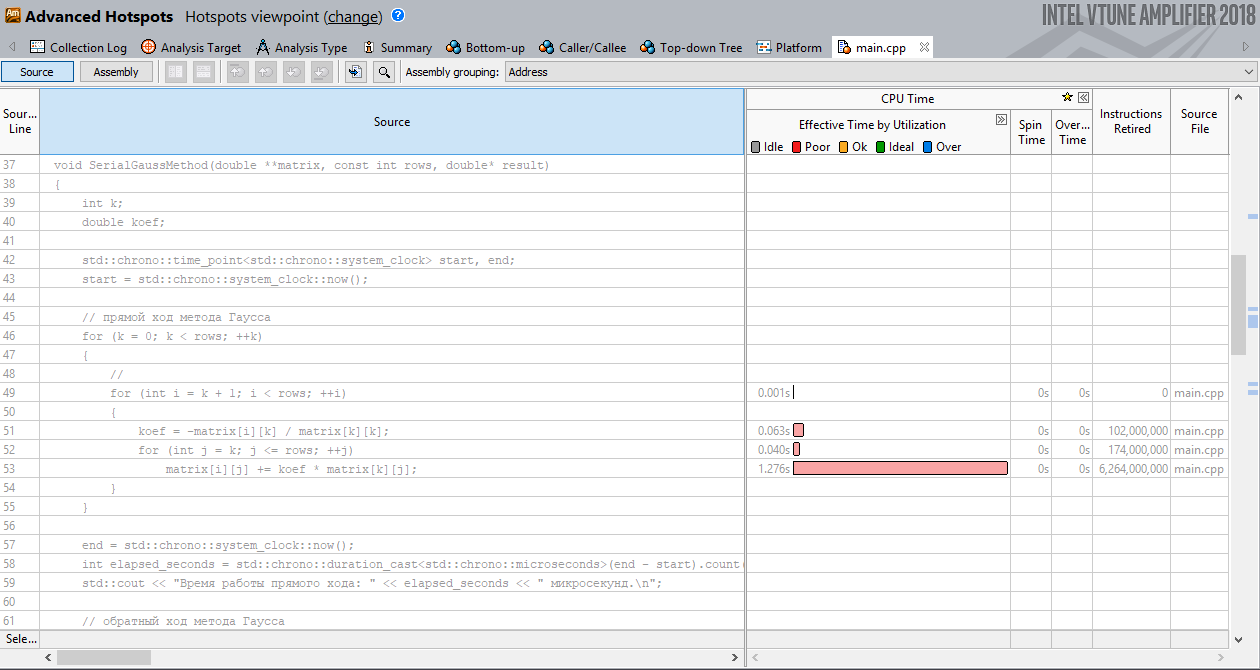 Advanced Hotspots Hotspots viewpoint (change) ?
INTEL VTUNE AMPLIFIER 2018
Collection Log Analysis Target Analysis Type Summary Bottom-up Caller/Callee Top-down Tree Platform main.cpp
Source Assembly Assembly grouping: Address
Sour... Line Source CPU Time Instructions Retired Source File
Effective Time by Utilization Spin Time Over... Time
Idle Poor Ok Ideal Over
37 void SerialGaussMethod(double **matrix, const int rows, double* result)
38 {
39 int k;
40 double koef;
41
42 std::chrono::time_point<std::chrono::system_clock> start, end;
43 start = std::chrono::system_clock::now();
44
45 // прямой ход метода Гаусса
46 for (k = 0; k < rows; ++k)
47 {
48 //
49 for (int i = k + 1; i < rows; ++i) 0.001s 0s 0s 0 main.cpp
50 {
51 koef = -matrix[i][k] / matrix[k][k]; 0.063s 0s 0s 102,000,000 main.cpp
52 for (int j = k; j <= rows; ++j) 0.040s 0s 0s 174,000,000 main.cpp
53 matrix[i][j] += koef * matrix[k][j]; 1.276s 0s 0s 6,264,000,000 main.cpp
54 }
55 }
56
57 end = std::chrono::system_clock::now();
58 int elapsed_seconds = std::chrono::duration_cast<std::chrono::microseconds>(end - start).count(
59 std::cout << "Время работы прямого хода: " << elapsed_seconds << " микросекунд.\n";
60
61 // обратный ход метода Гаусса
Sele...